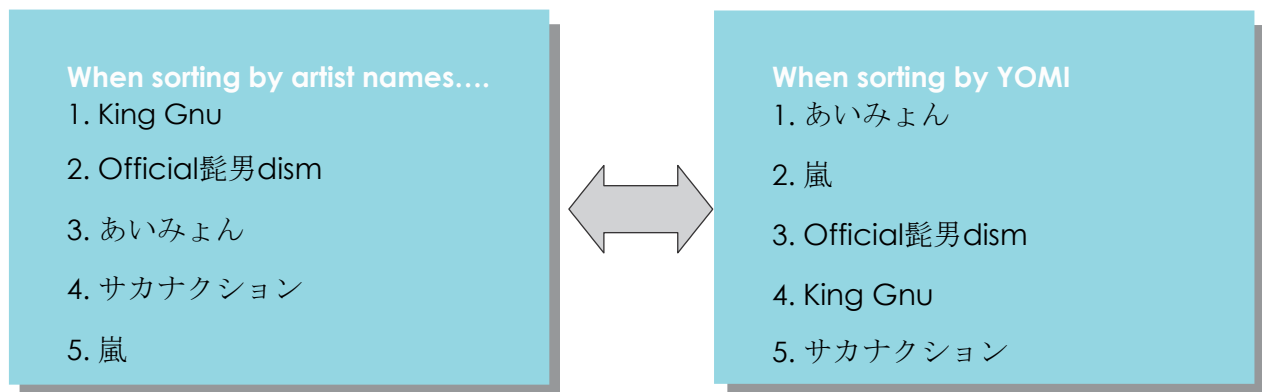 When sorting by artist names....
1. King Gnu
2. Official髭男dism
3. あいみょん
4. サカナクション
5. 嵐
When sorting by YOMI
1. あいみょん
2. 嵐
3. Official髭男dism
4. King Gnu
5. サカナクション